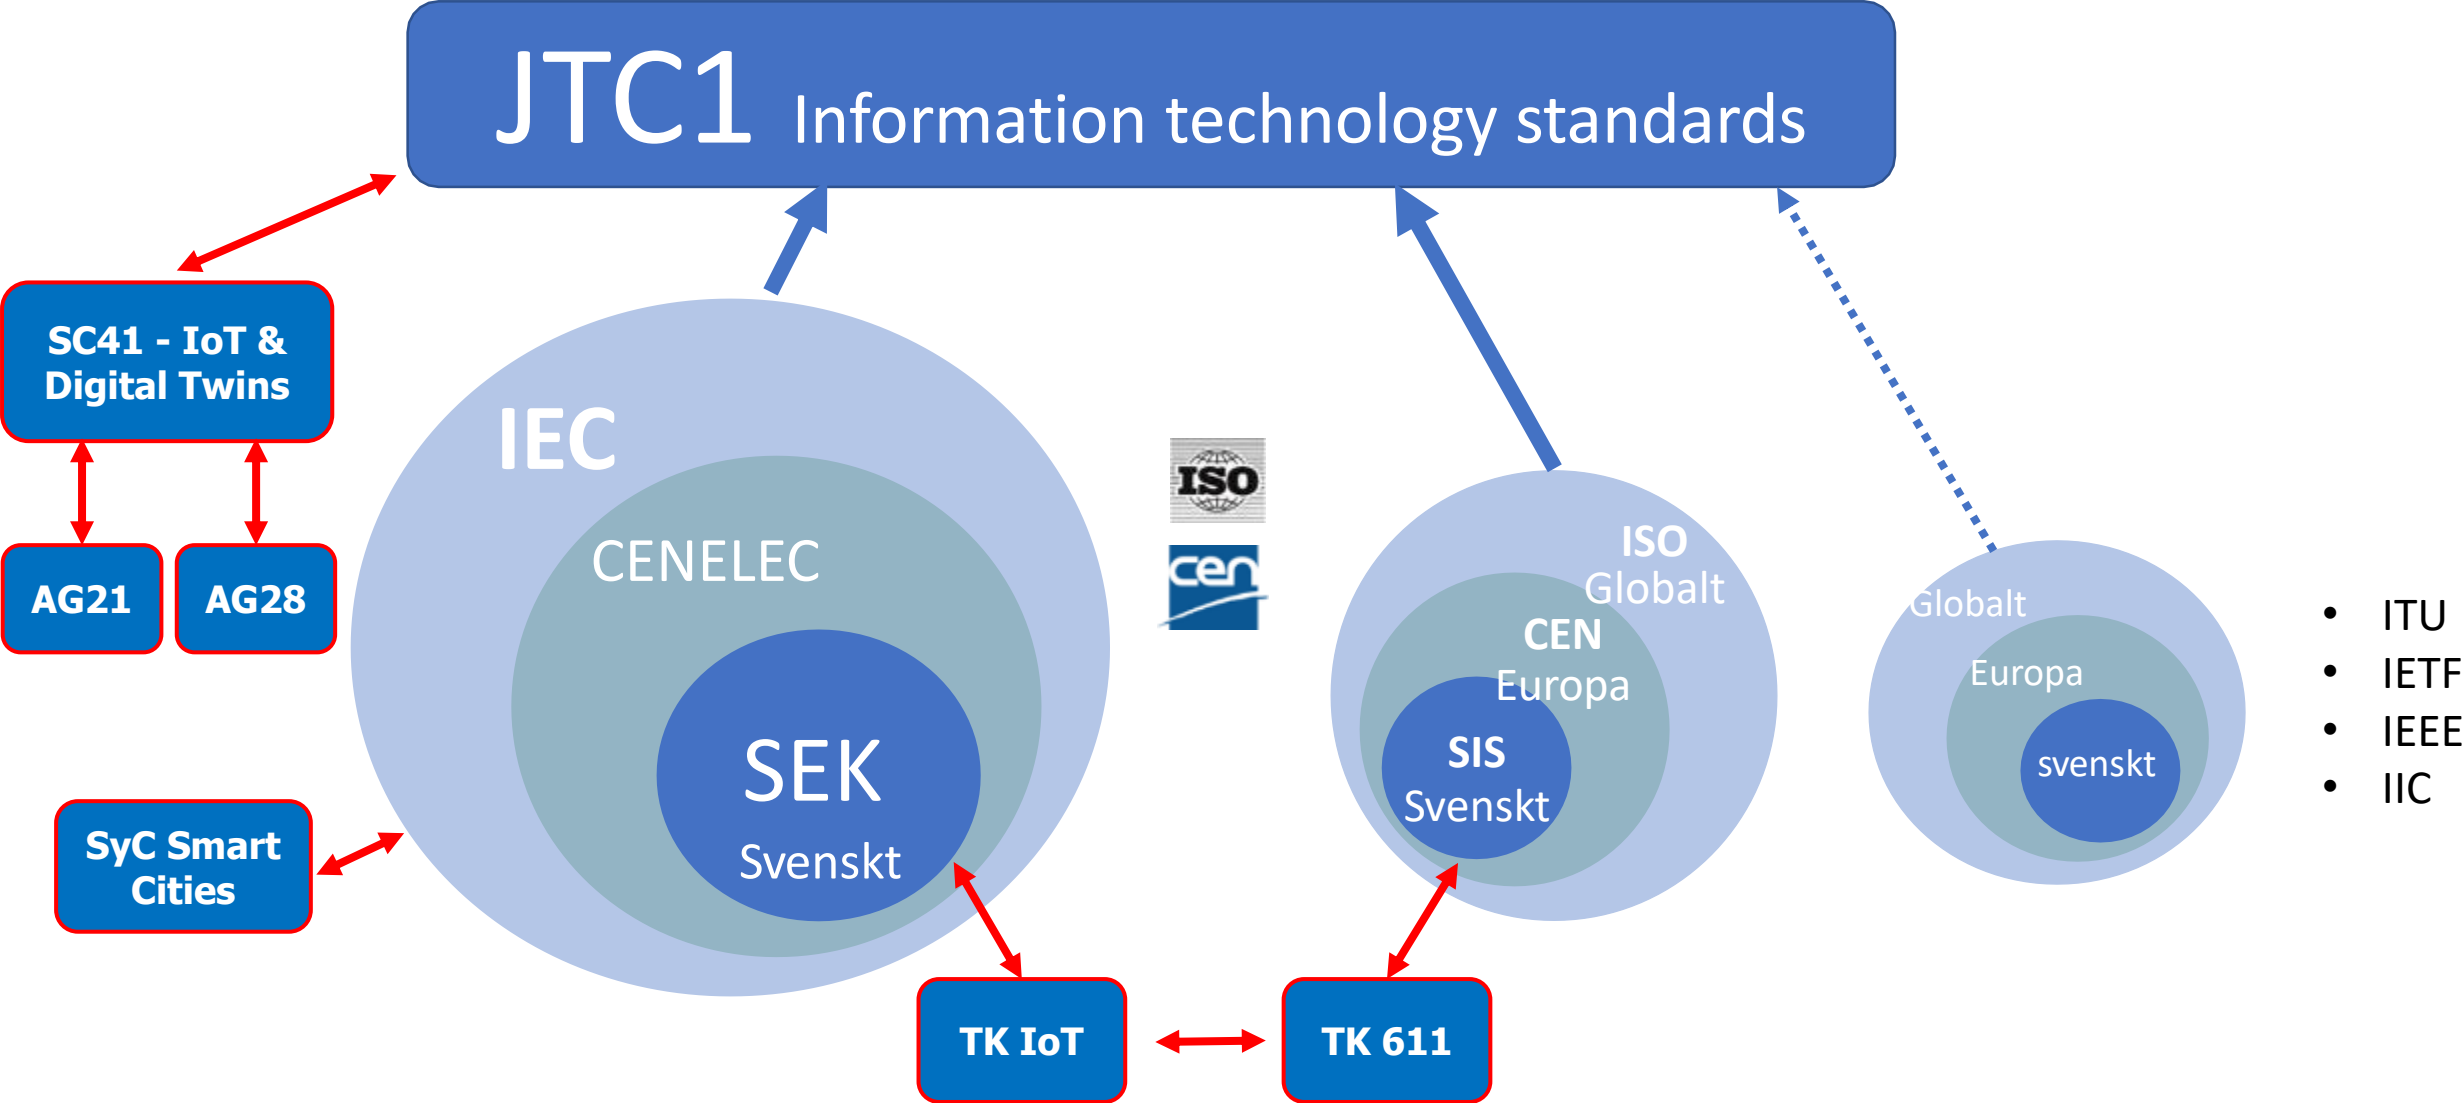 JTC1 Information technology standards
SC41 - IoT &
Digital Twins
AG21
AG28
SyC Smart
Cities
IEC
CENELEC
SEK
Svenskt
ISO
cen
ISO
Globalt
CEN
Europa
SIS
Svenskt
Globalt
Europa
svenskt
• ITU
• IETF
• IEEE
• IIC
TK IoT
TK 611